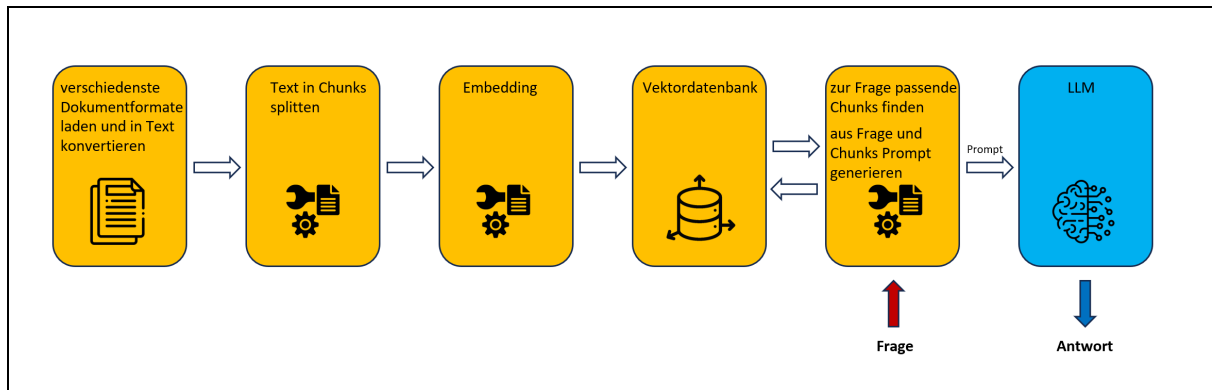 verschiedenste
Dokumentformate
laden und in Text
konvertieren
Text in Chunks
splitten
Embedding
Vektordatenbank
zur Frage passende
Chunks finden
aus Frage und
Chunks Prompt
generieren
Prompt
LLM
Frage
Antwort